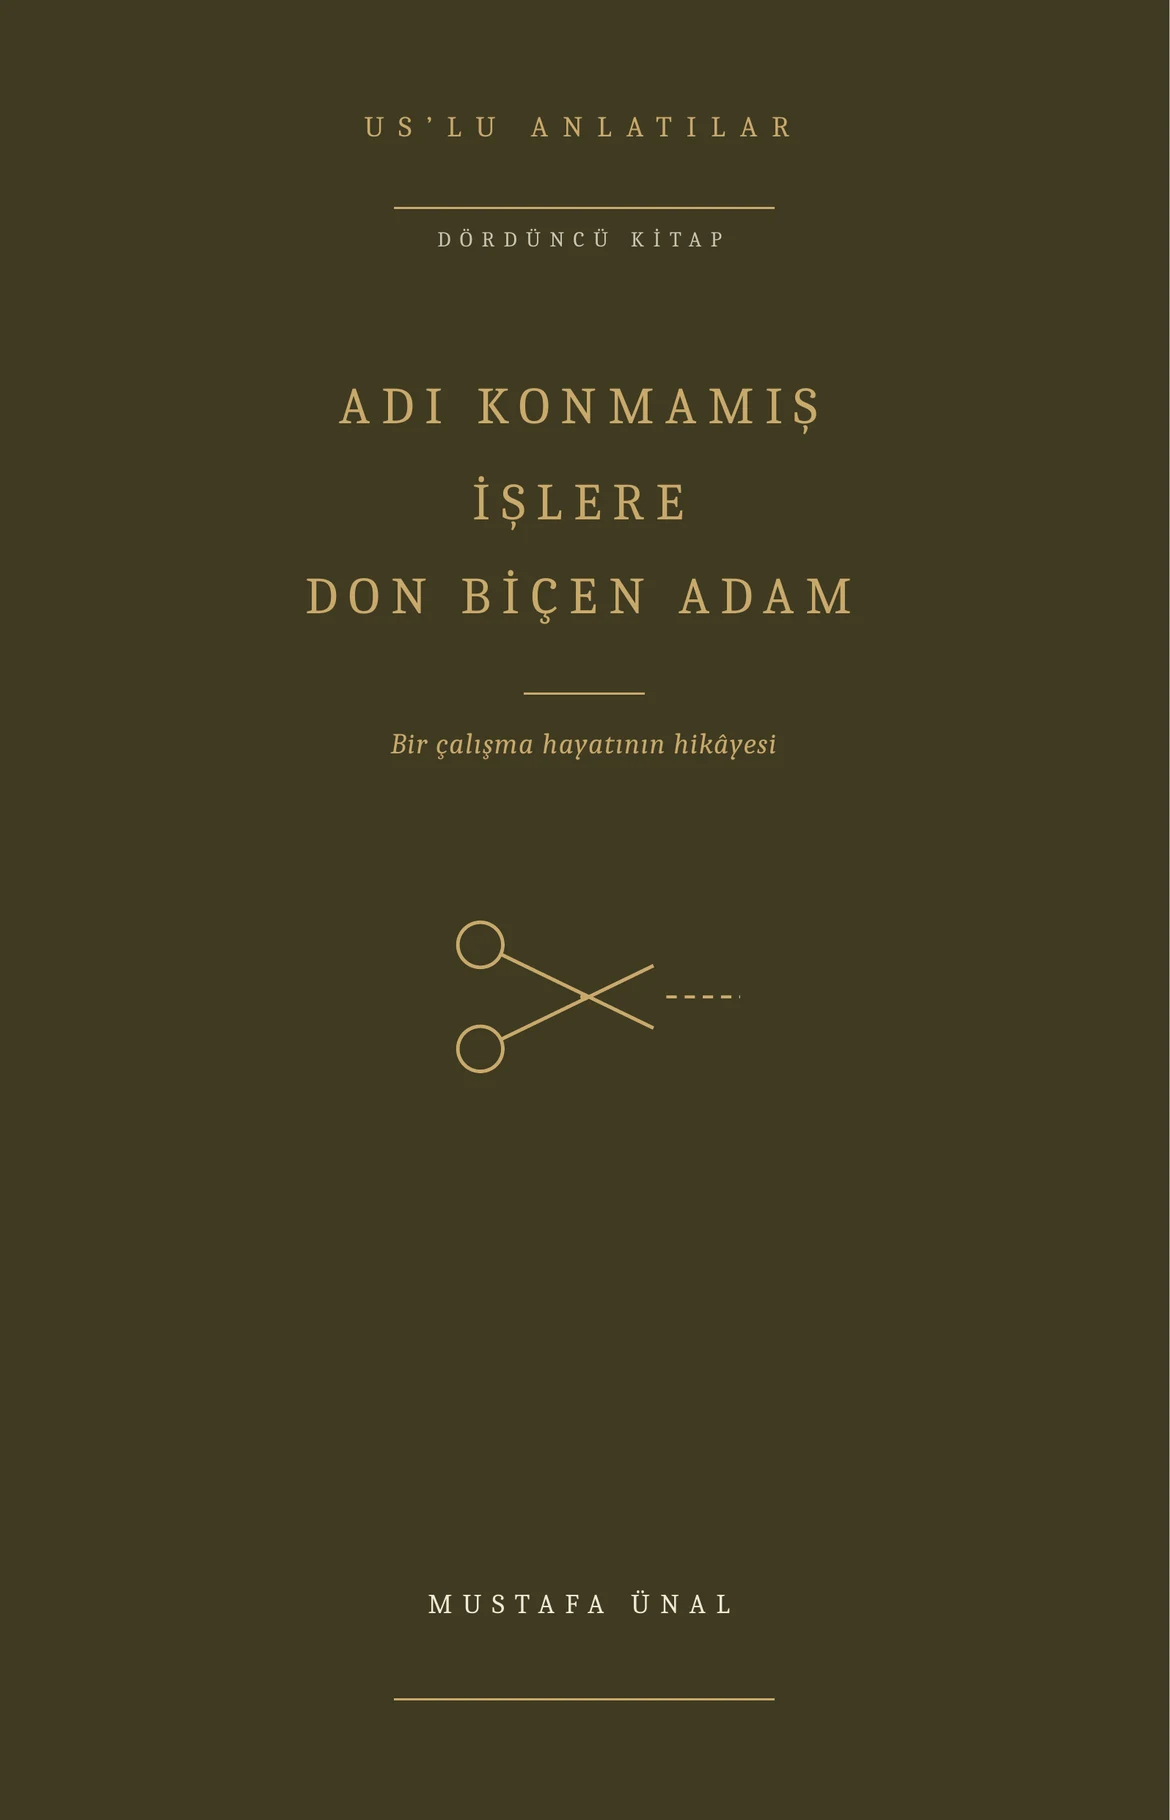 US’LU ANLATILAR
DÖRDÜNCÜ KİTAP
ADI KONMAMIŞ
İŞLERE
DON BİÇEN ADAM
Bir çalışma hayatının hikâyesi
MUSTAFA ÜNAL